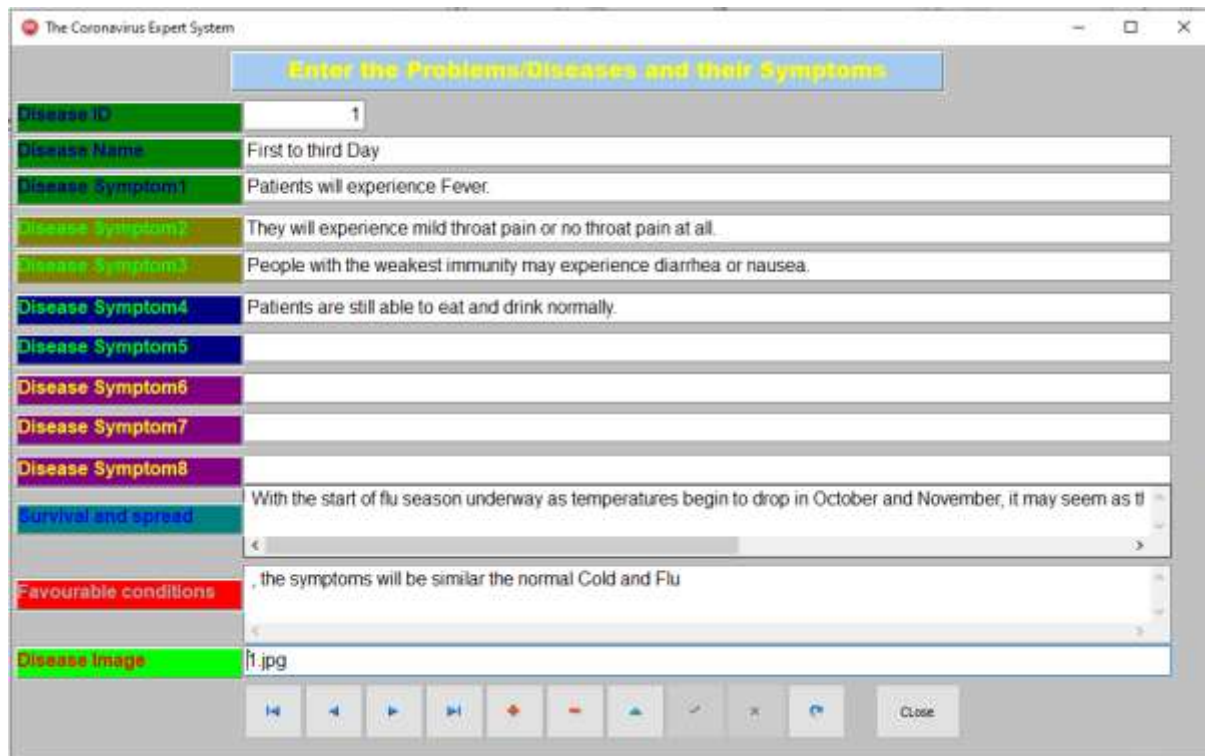 The Coronavirus Expert System
Enter the Problems/Diseases and their Symptoms
Disease ID 1
Disease Name First to third Day
Disease Symptom1 Patients will experience Fever.
Disease Symptom2 They will experience mild throat pain or no throat pain at all.
Disease Symptom3 People with the weakest immunity may experience diarrhea or nausea.
Disease Symptom4 Patients are still able to eat and drink normally.
Disease Symptom5
Disease Symptom6
Disease Symptom7
Disease Symptom8
Survival and spread With the start of flu season underway as temperatures begin to drop in October and November, it may seem as
Favourable conditions , the symptoms will be similar the normal Cold and Flu
Disease Image 1.jpg
CLose